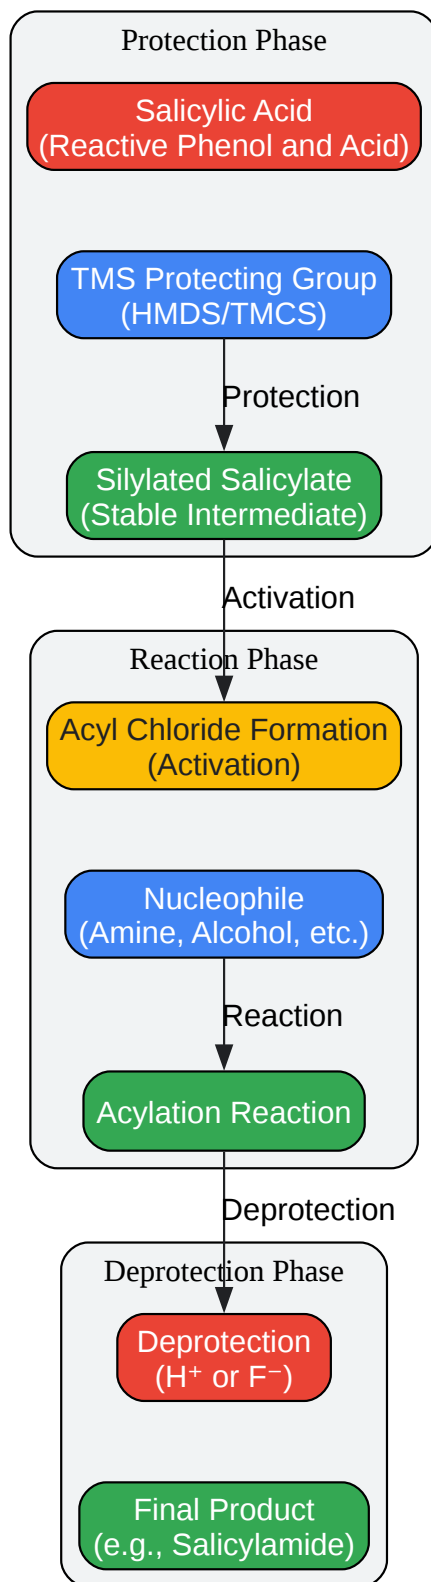 Protection Phase
Salicylic Acid
(Reactive Phenol and Acid)
TMS Protecting Group
(HMDS/TMCS)
Protection
Silylated Salicylate
(Stable Intermediate)
Activation
Reaction Phase
Acyl Chloride Formation
(Activation)
Nucleophile
(Amine, Alcohol, etc.)
Reaction
Acylation Reaction
Deprotection
Deprotection Phase
Deprotection
(H⁺ or F⁻)
Final Product
(e.g., Salicylamide)